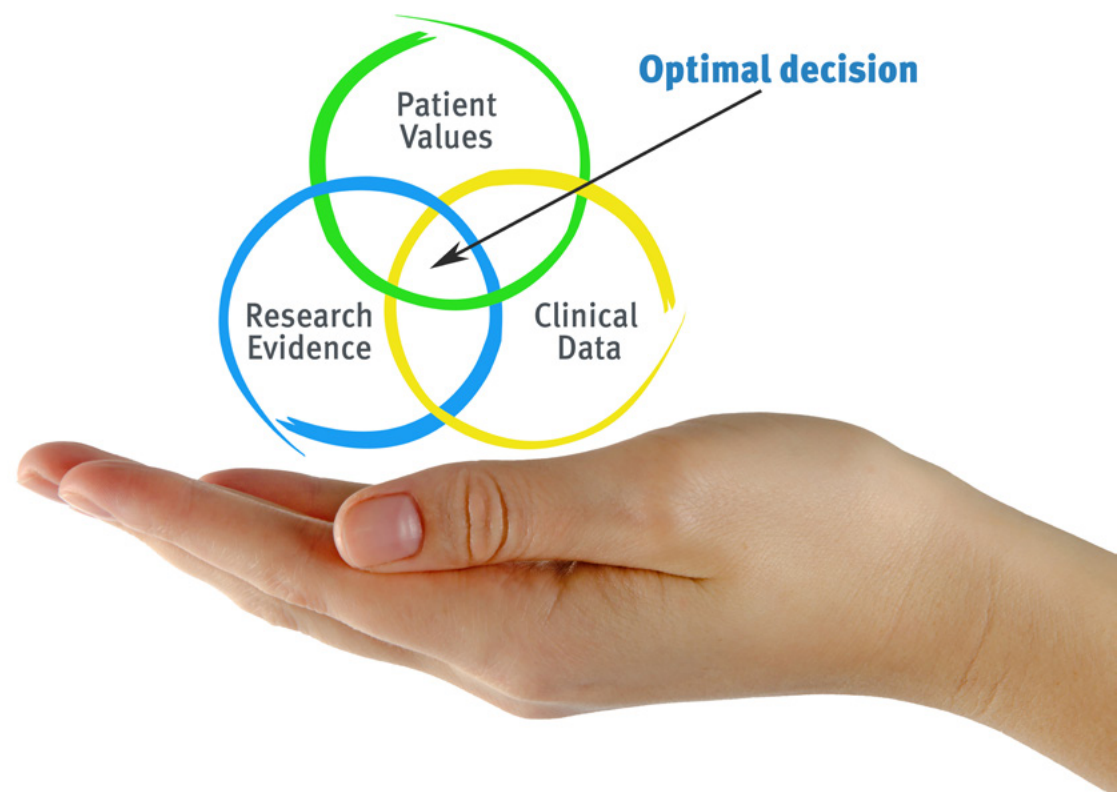 Optimal decision
Patient
Values
Research
Evidence
Clinical
Data